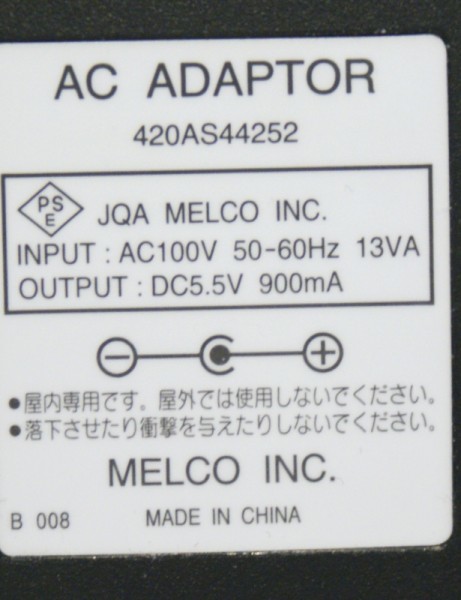 AC ADAPTOR
420AS44252
PS
E
JQA MELCO INC.
INPUT : AC100V 50-60Hz 13VA
OUTPUT : DC5.5V 900mA
●屋内専用です。屋外では使用しないでください。
●落下させたり衝撃を与えたりしないでください。
MELCO INC.
B 008 MADE IN CHINA